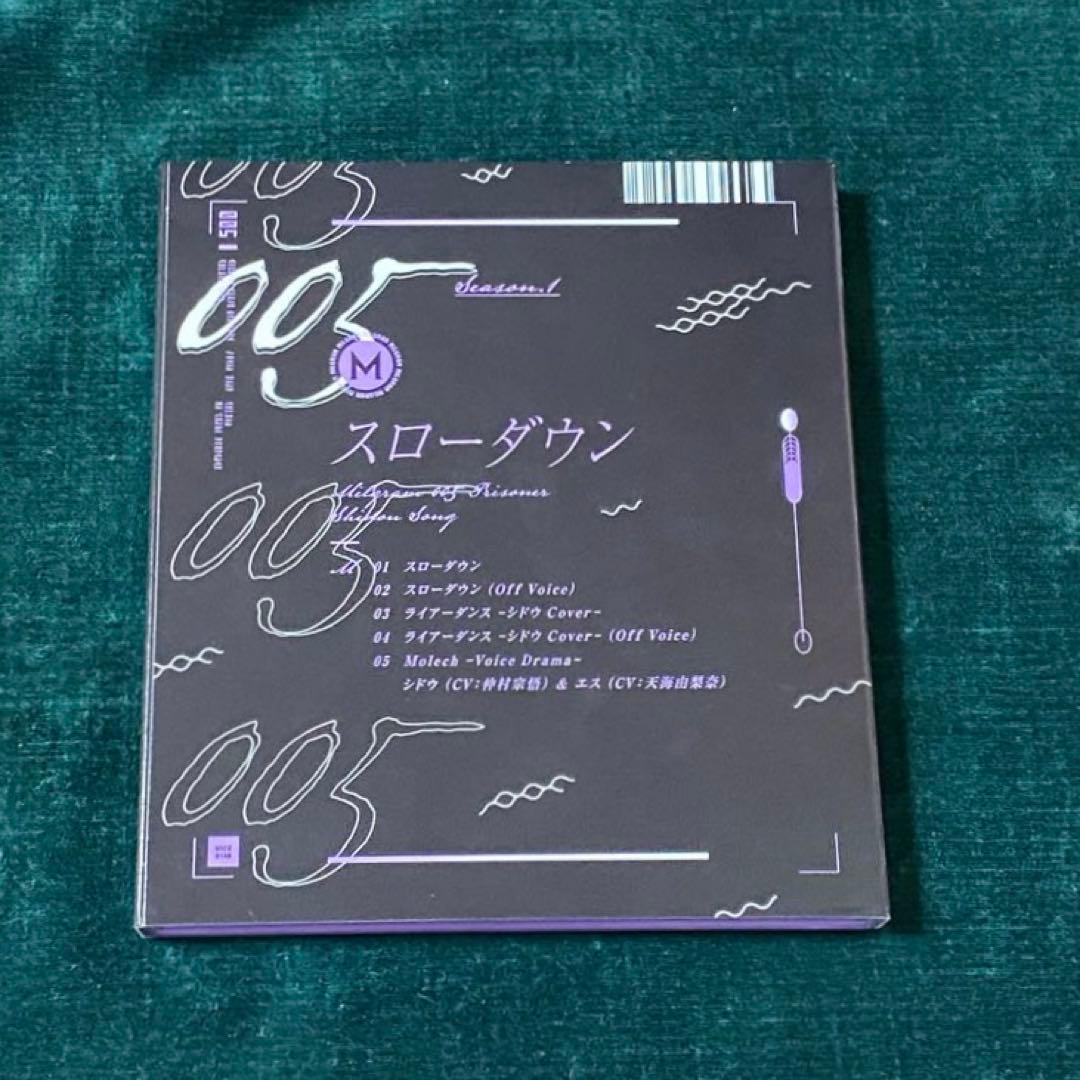 005
005
Season.1
M
スローダウン
Milgram 005 Prisoner
Shidou Song
005
M
01 スローダウン
02 スローダウン (Off Voice)
03 ライアーダンス -シドウ Cover-
04 ライアーダンス -シドウ Cover- (Off Voice)
05 Molech -Voice Drama-
シドウ (CV:仲村宗悟) & エス (CV:天海由梨奈)
005